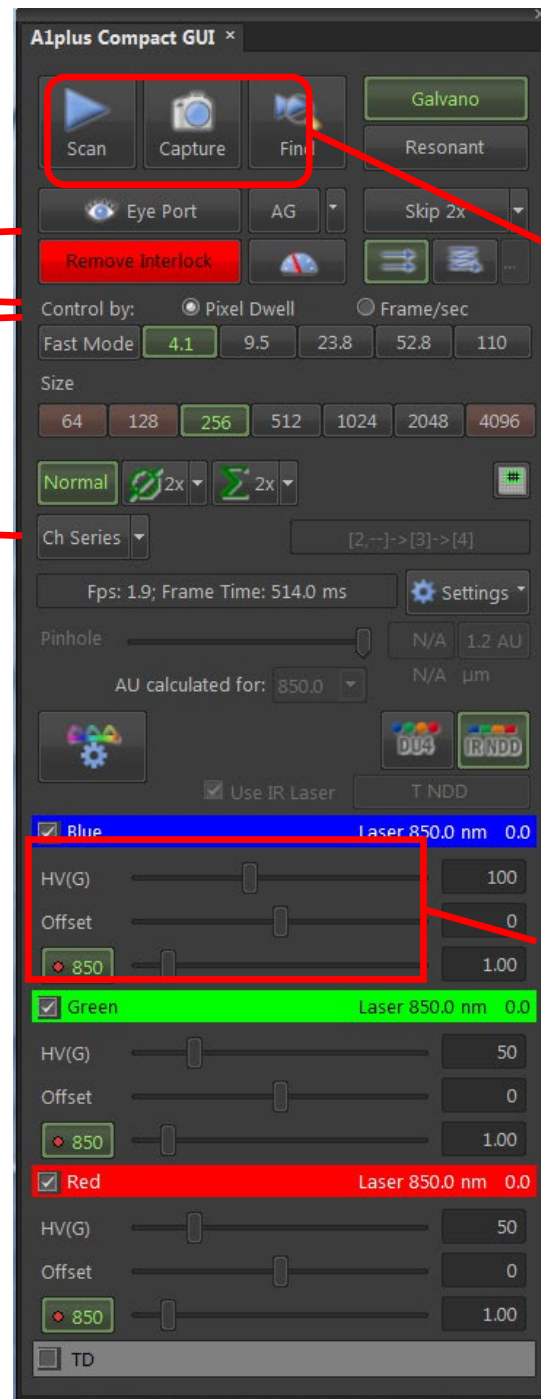 A1plus Compact GUI ×
Galvano
Scan Capture Find Resonant
Eye Port AG Skip 2x
Remove Interlock ...
Control by: Pixel Dwell Frame/sec
Fast Mode 4.1 9.5 23.8 52.8 110
Size
64 128 256 512 1024 2048 4096
Normal 2x 2x
Ch Series [2,--]->[3]->[4]
Fps: 1.9; Frame Time: 514.0 ms Settings
Pinhole N/A 1.2 AU
AU calculated for: 850.0 N/A µm
DU4 IR NDD
Use IR Laser T NDD
Blue Laser 850.0 nm 0.0
HV(G) 100
Offset 0
850 1.00
Green Laser 850.0 nm 0.0
HV(G) 50
Offset 0
850 1.00
Red Laser 850.0 nm 0.0
HV(G) 50
Offset 0
850 1.00
TD